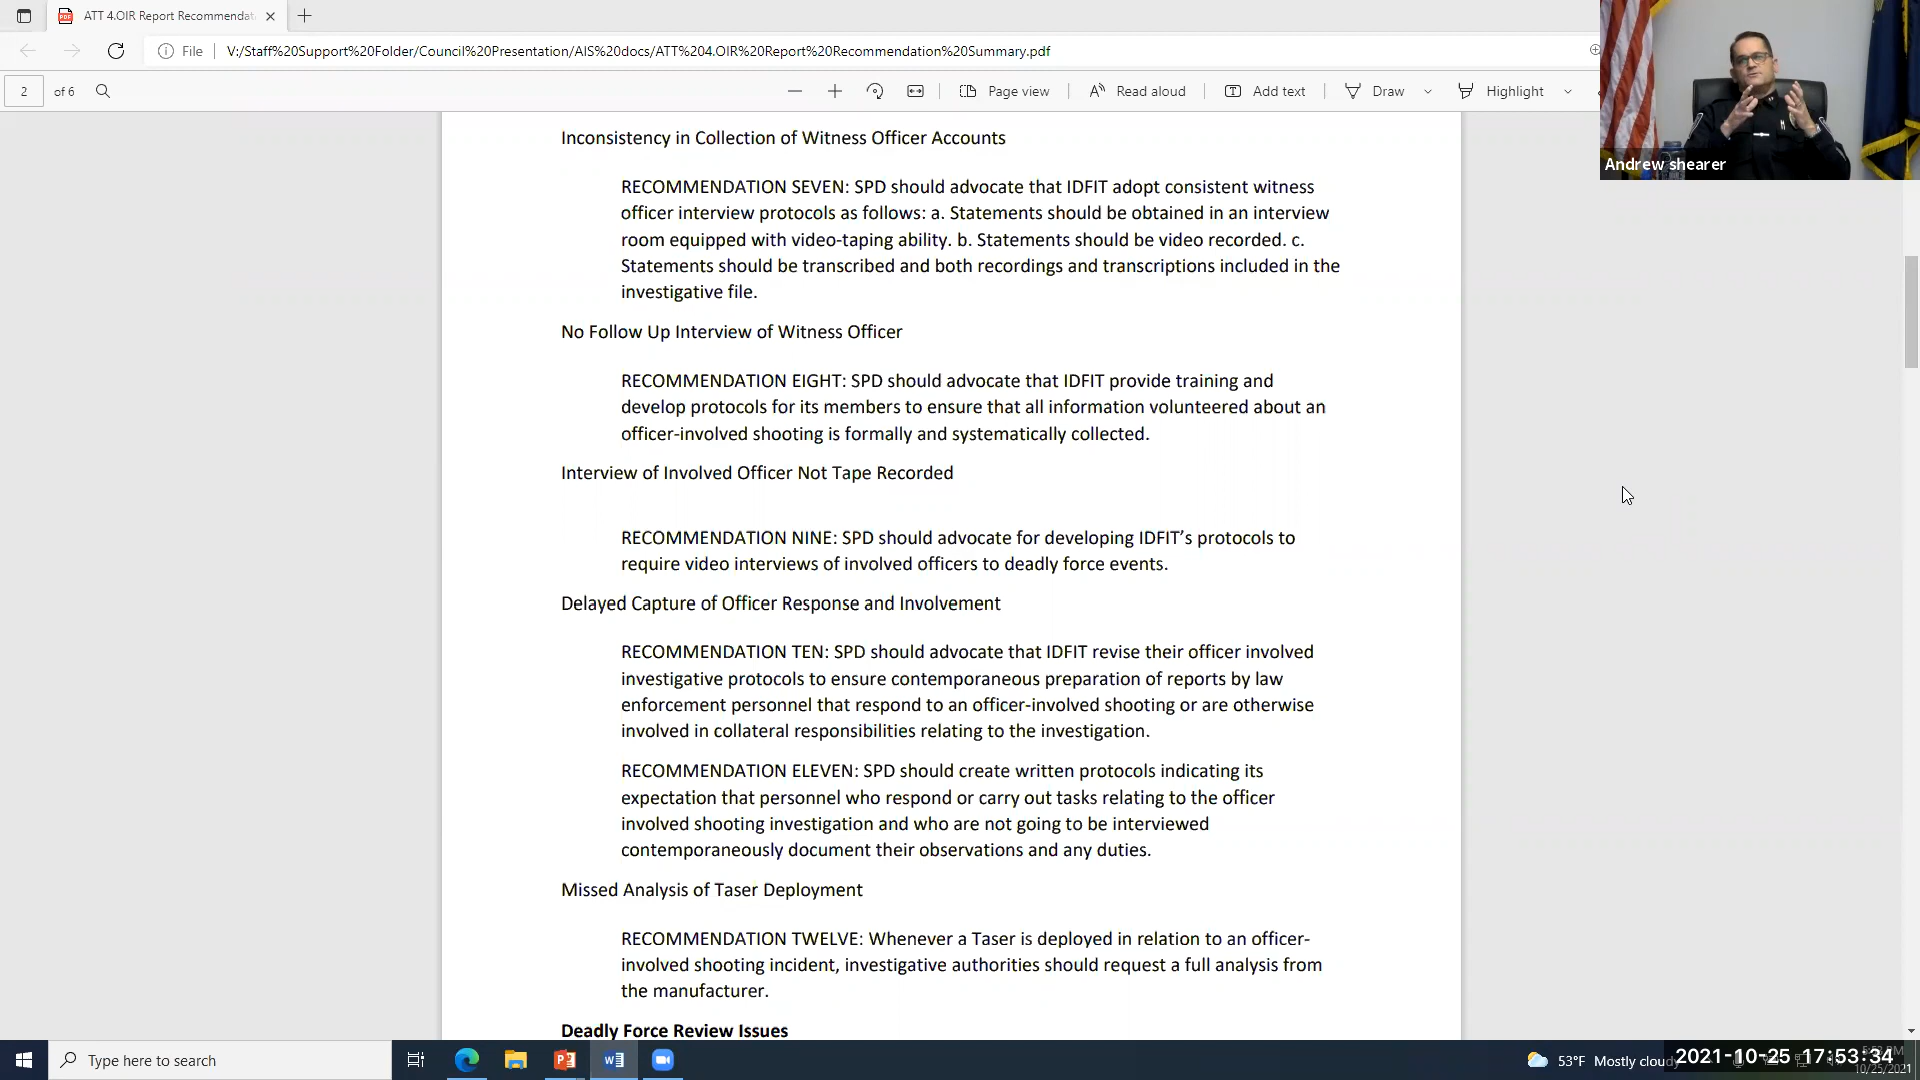 ATT 4.OIR Report Recommendat
File V:/Staff%20Support%20Folder/Council%20Presentation/AIS%20docs/ATT%204.OIR%20Report%20Recommendation%20Summary.pdf
2 of 6 Page view Read aloud Add text Draw Highlight
Andrew shearer
Inconsistency in Collection of Witness Officer Accounts
RECOMMENDATION SEVEN: SPD should advocate that IDFIT adopt consistent witness
officer interview protocols as follows: a. Statements should be obtained in an interview
room equipped with video-taping ability. b. Statements should be video recorded. c.
Statements should be transcribed and both recordings and transcriptions included in the
investigative file.
No Follow Up Interview of Witness Officer
RECOMMENDATION EIGHT: SPD should advocate that IDFIT provide training and
develop protocols for its members to ensure that all information volunteered about an
officer-involved shooting is formally and systematically collected.
Interview of Involved Officer Not Tape Recorded
RECOMMENDATION NINE: SPD should advocate for developing IDFIT’s protocols to
require video interviews of involved officers to deadly force events.
Delayed Capture of Officer Response and Involvement
RECOMMENDATION TEN: SPD should advocate that IDFIT revise their officer involved
investigative protocols to ensure contemporaneous preparation of reports by law
enforcement personnel that respond to an officer-involved shooting or are otherwise
involved in collateral responsibilities relating to the investigation.
RECOMMENDATION ELEVEN: SPD should create written protocols indicating its
expectation that personnel who respond or carry out tasks relating to the officer
involved shooting investigation and who are not going to be interviewed
contemporaneously document their observations and any duties.
Missed Analysis of Taser Deployment
RECOMMENDATION TWELVE: Whenever a Taser is deployed in relation to an officer-
involved shooting incident, investigative authorities should request a full analysis from
the manufacturer.
Deadly Force Review Issues
Type here to search 53°F Mostly cloudy 2021-10-25 17:53:34
10/25/2021